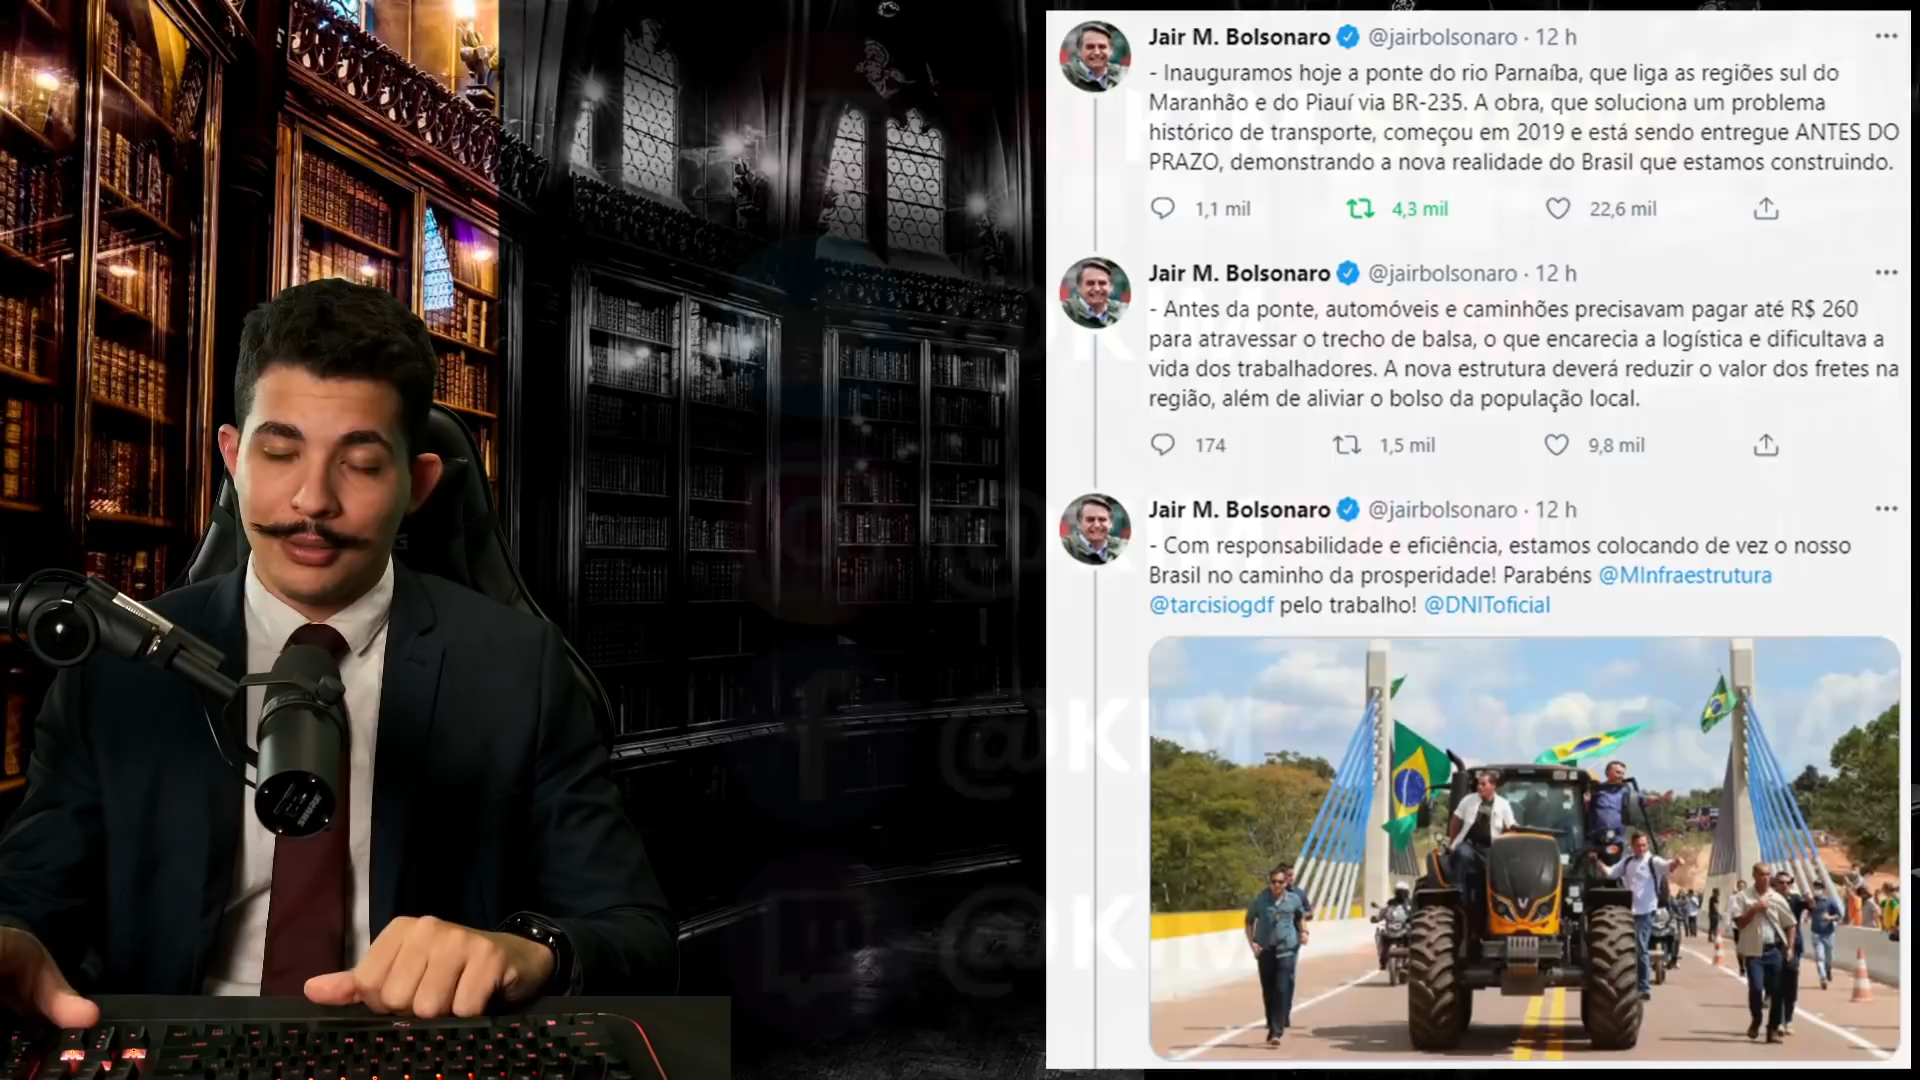 Jair M. Bolsonaro @jairbolsonaro · 12 h
- Inauguramos hoje a ponte do rio Parnaíba, que liga as regiões sul do
Maranhão e do Piauí via BR-235. A obra, que soluciona um problema
histórico de transporte, começou em 2019 e está sendo entregue ANTES DO
PRAZO, demonstrando a nova realidade do Brasil que estamos construindo.
1,1 mil 4,3 mil 22,6 mil
Jair M. Bolsonaro @jairbolsonaro · 12 h
- Antes da ponte, automóveis e caminhões precisavam pagar até R$ 260
para atravessar o trecho de balsa, o que encarecia a logística e dificultava a
vida dos trabalhadores. A nova estrutura deverá reduzir o valor dos fretes na
região, além de aliviar o bolso da população local.
174 1,5 mil 9,8 mil
Jair M. Bolsonaro @jairbolsonaro · 12 h
- Com responsabilidade e eficiência, estamos colocando de vez o nosso
Brasil no caminho da prosperidade! Parabéns @MInfraestrutura
@tarcisiogdf pelo trabalho! @DNIToficial
@KIM
@KIM